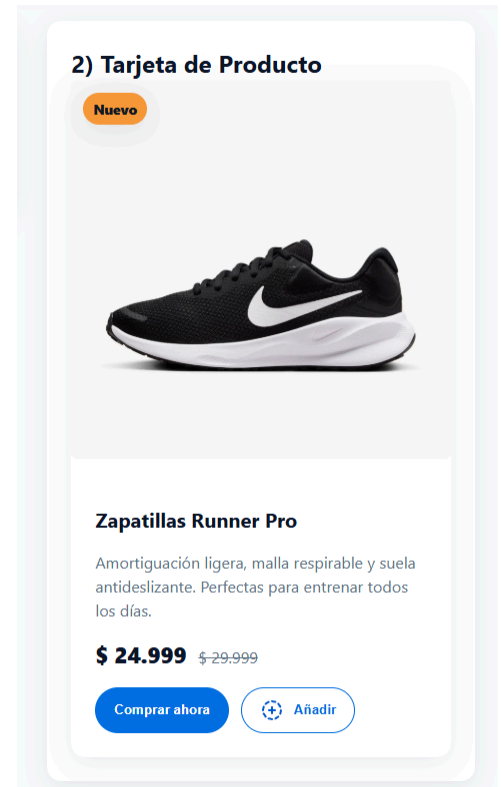 2) Tarjeta de Producto
Nuevo
Zapatillas Runner Pro
Amortiguación ligera, malla respirable y suela
antideslizante. Perfectas para entrenar todos
los días.
$ 24.999 $ 29.999
Comprar ahora Añadir